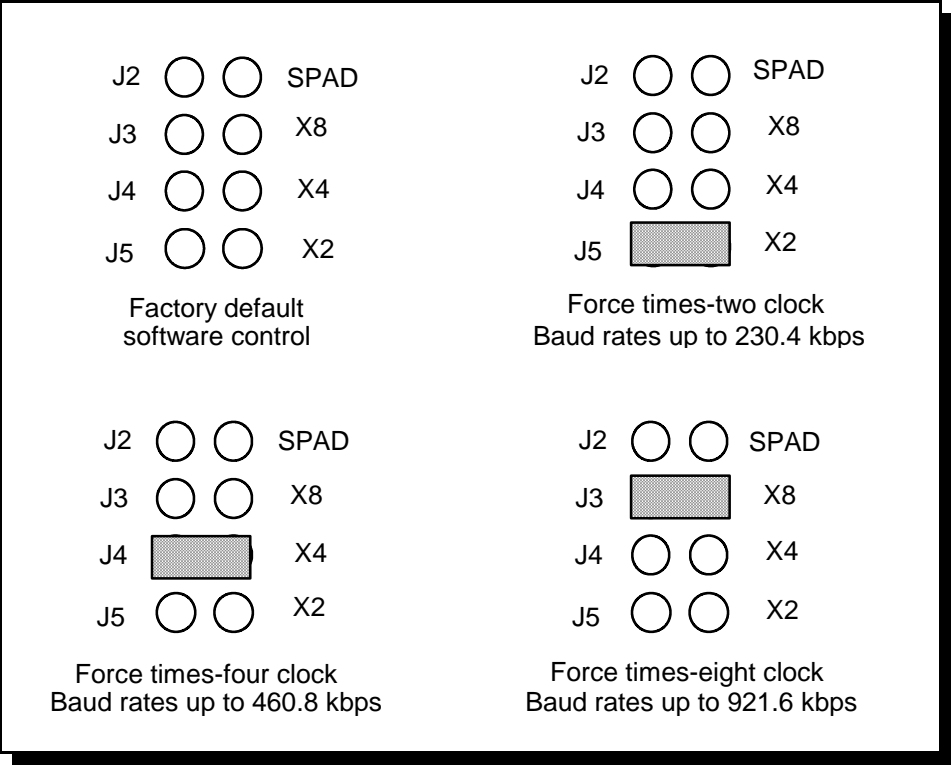 J2 SPAD
J3 X8
J4 X4
J5 X2
Factory default
software control
J2 SPAD
J3 X8
J4 X4
J5 X2
Force times-two clock
Baud rates up to 230.4 kbps
J2 SPAD
J3 X8
J4 X4
J5 X2
Force times-four clock
Baud rates up to 460.8 kbps
J2 SPAD
J3 X8
J4 X4
J5 X2
Force times-eight clock
Baud rates up to 921.6 kbps